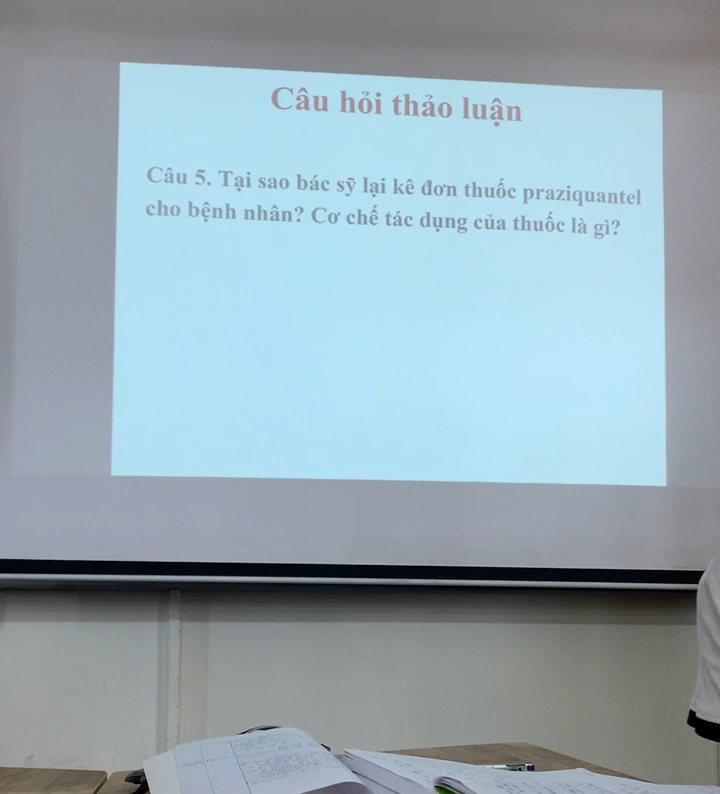 Câu hỏi thảo luận
Câu 5. Tại sao bác sỹ lại kê đơn thuốc praziquantel
cho bệnh nhân? Cơ chế tác dụng của thuốc là gì?